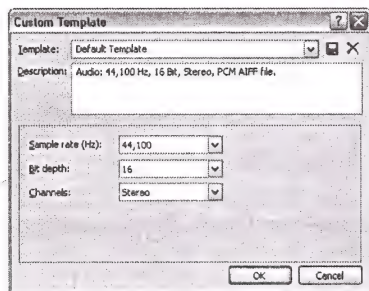 Custom Template
Template: Default Template
Description: Audio: 44,100 Hz, 16 Bit, Stereo, PCM AIFF file.
Sample rate (Hz): 44,100
Bit depth: 16
Channels: Stereo
OK Cancel